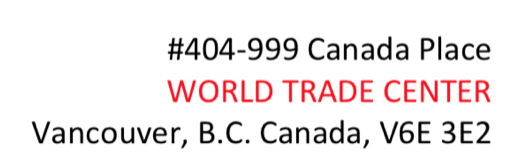 #404-999 Canada Place
WORLD TRADE CENTER
Vancouver, B.C. Canada, V6E 3E2